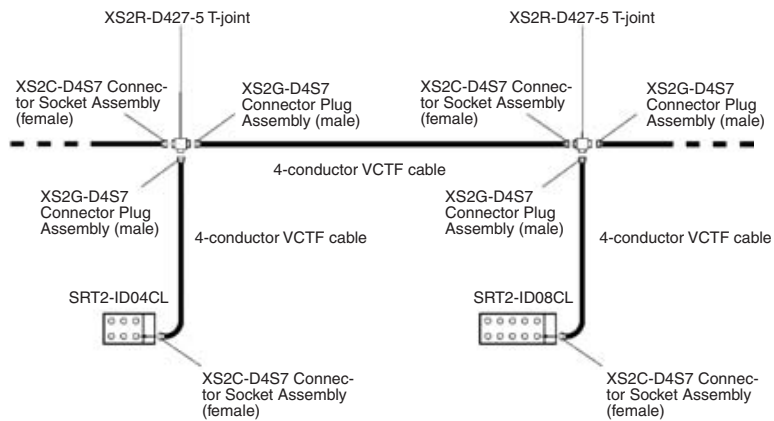 XS2R-D427-5 T-joint
XS2R-D427-5 T-joint
XS2C-D4S7 Connec-
tor Socket Assembly
(female)
XS2G-D4S7
Connector Plug
Assembly (male)
XS2C-D4S7 Connec-
tor Socket Assembly
(female)
XS2G-D4S7
Connector Plug
Assembly (male)
4-conductor VCTF cable
XS2G-D4S7
Connector Plug
Assembly (male)
4-conductor VCTF cable
XS2G-D4S7
Connector Plug
Assembly (male)
4-conductor VCTF cable
SRT2-ID04CL
SRT2-ID08CL
XS2C-D4S7 Connec-
tor Socket Assembly
(female)
XS2C-D4S7 Connec-
tor Socket Assembly
(female)